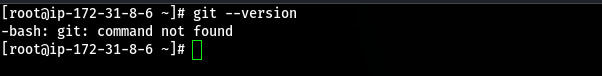 [root@ip-172-31-8-6 ~]# git --version
-bash: git: command not found
[root@ip-172-31-8-6 ~]#